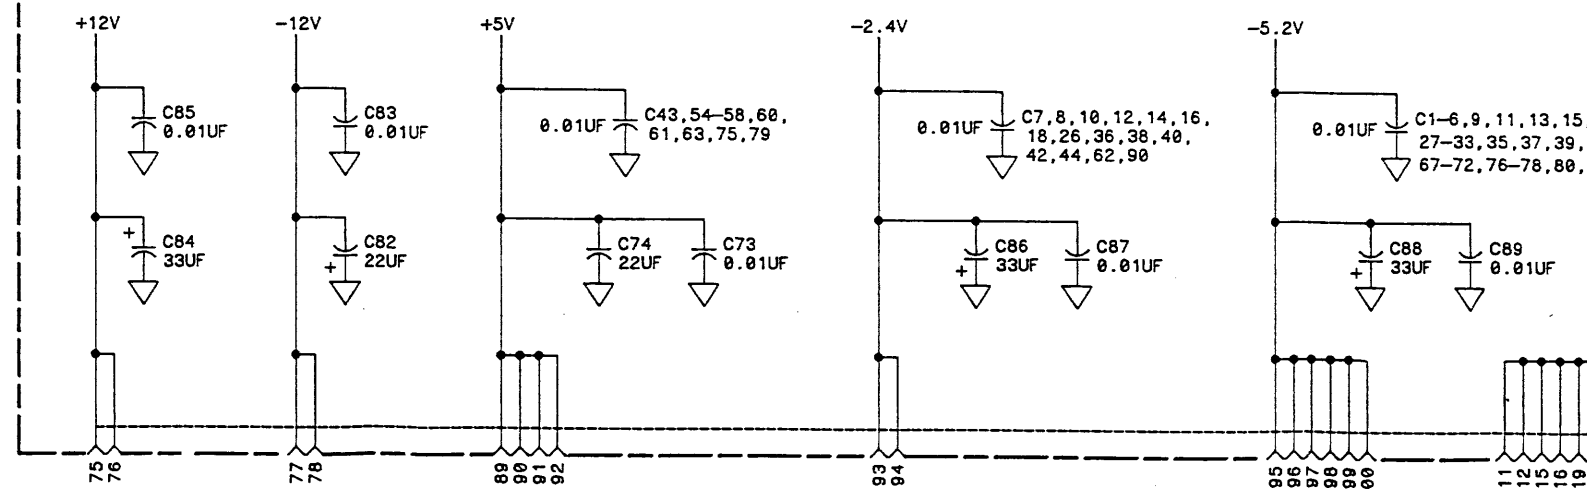 +12V
-12V
+5V
-2.4V
-5.2V
C85
0.01UF
C83
0.01UF
0.01UF
C43,54-58,60,
61,63,75,79
0.01UF
C7,8,10,12,14,16,
18,26,36,38,40,
42,44,62,90
0.01UF
C1-6,9,11,13,15,
27-33,35,37,39,
67-72,76-78,80,
+
C84
33UF
C82
22UF
+
C74
22UF
C73
0.01UF
C86
33UF
+
C87
0.01UF
C88
33UF
+
C89
0.01UF
75
76
77
78
89
90
91
92
93
94
95
96
97
98
99
00
11
12
15
16
19